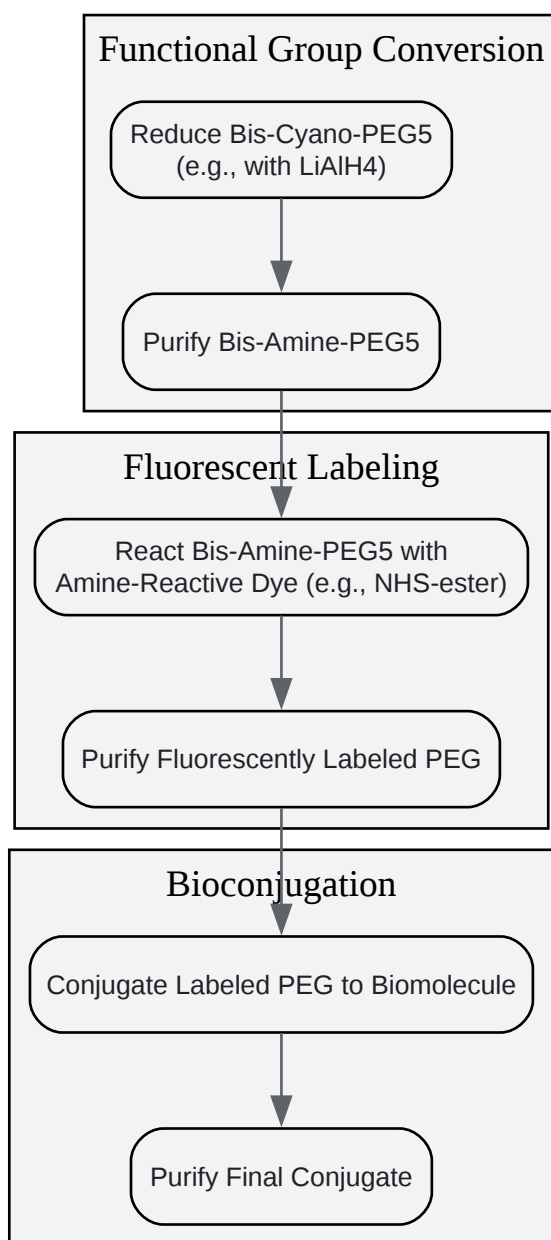 Functional Group Conversion
Reduce Bis-Cyano-PEG5
(e.g., with LiAlH4)
Purify Bis-Amine-PEG5
Fluorescent Labeling
React Bis-Amine-PEG5 with
Amine-Reactive Dye (e.g., NHS-ester)
Purify Fluorescently Labeled PEG
Bioconjugation
Conjugate Labeled PEG to Biomolecule
Purify Final Conjugate